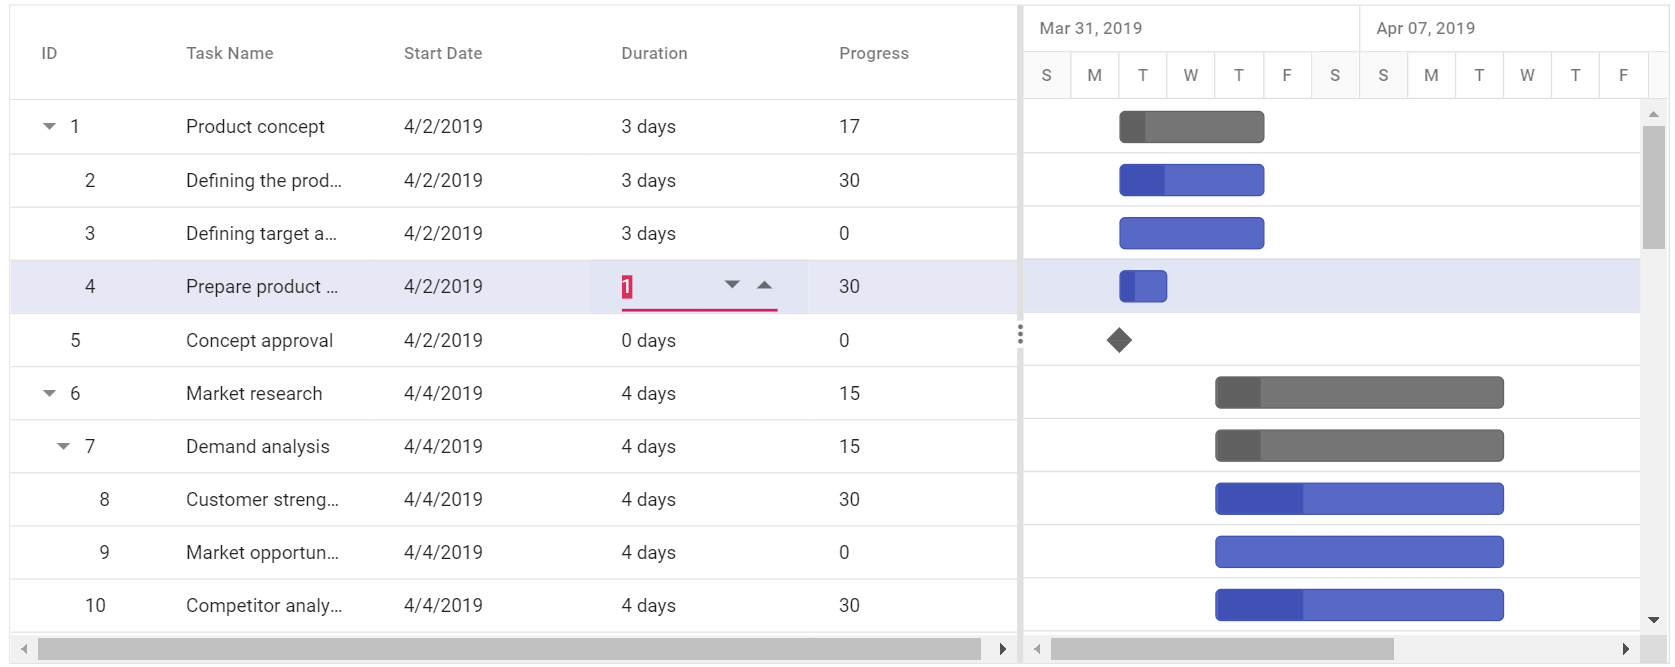 ID Task Name Start Date Duration Progress
Mar 31, 2019 Apr 07, 2019
S M T W T F S S M T W T F
1 Product concept 4/2/2019 3 days 17
2 Defining the prod... 4/2/2019 3 days 30
3 Defining target a... 4/2/2019 3 days 0
4 Prepare product ... 4/2/2019 1 30
5 Concept approval 4/2/2019 0 days 0
6 Market research 4/4/2019 4 days 15
7 Demand analysis 4/4/2019 4 days 15
8 Customer streng... 4/4/2019 4 days 30
9 Market opportun... 4/4/2019 4 days 0
10 Competitor analy... 4/4/2019 4 days 30